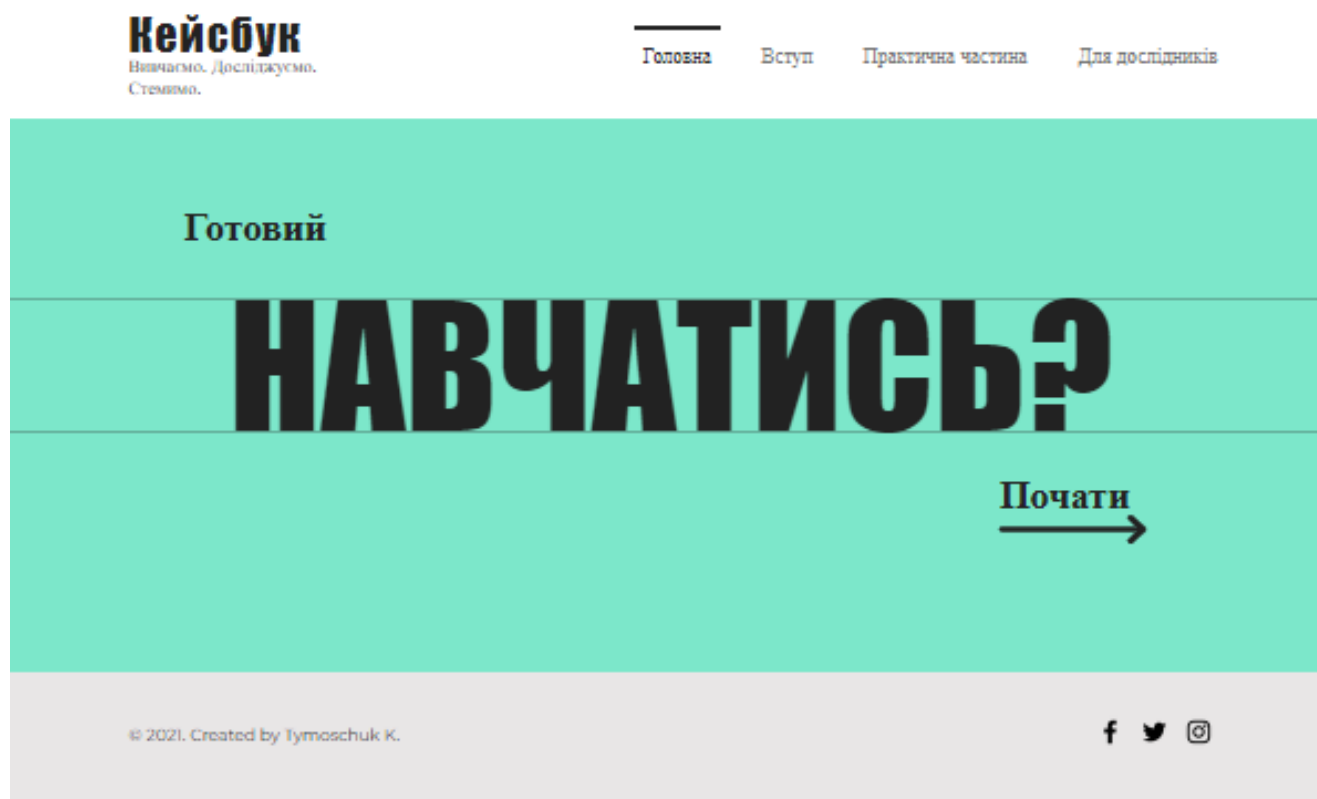 Кейсбук
Вивчаємо. Досліджуємо.
Стемимо.
Головна Вступ Практична частина Для дослідників
Готовий
НАВЧАТИСЬ?
Почати
© 2021. Created by Tymoschuk K.